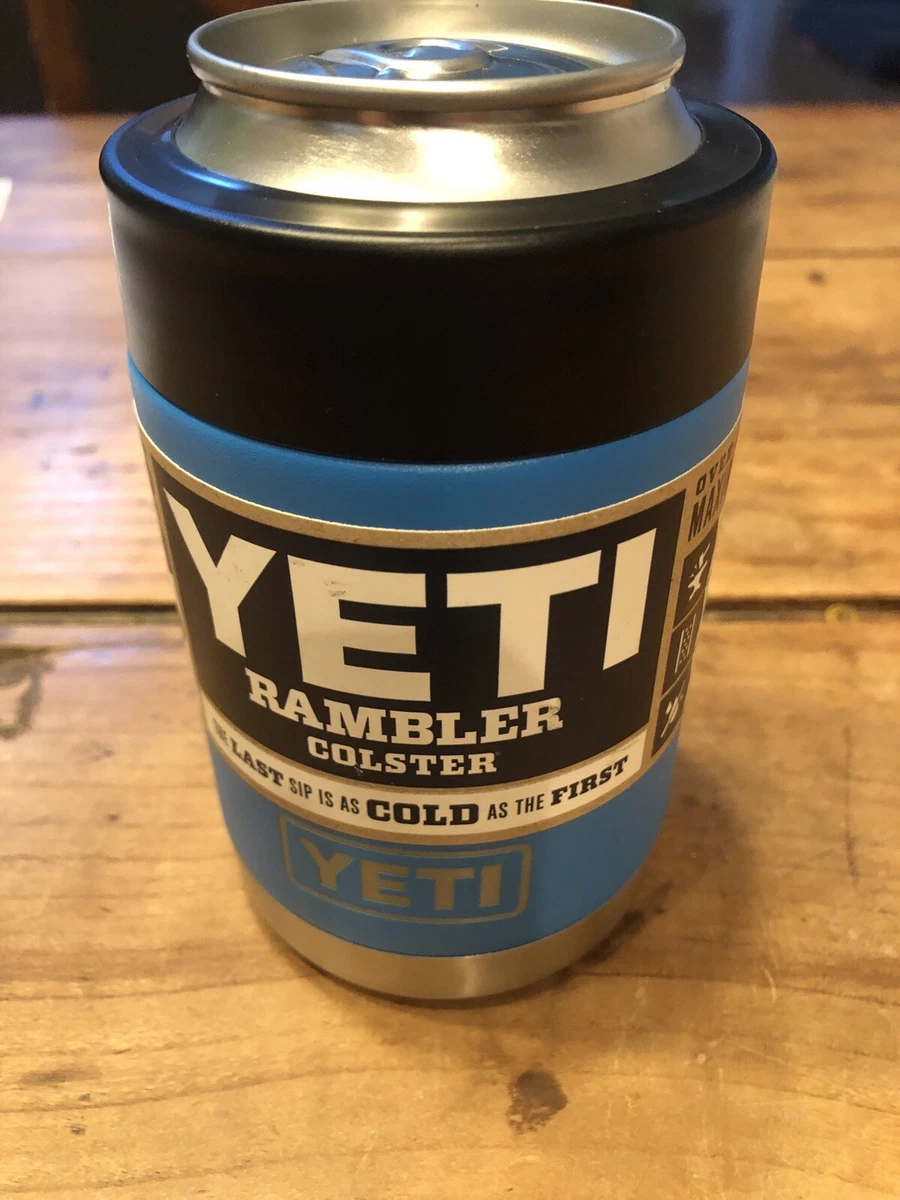 YETI
RAMBLER
COLSTER
LAST SIP IS AS COLD AS THE FIRST
YETI